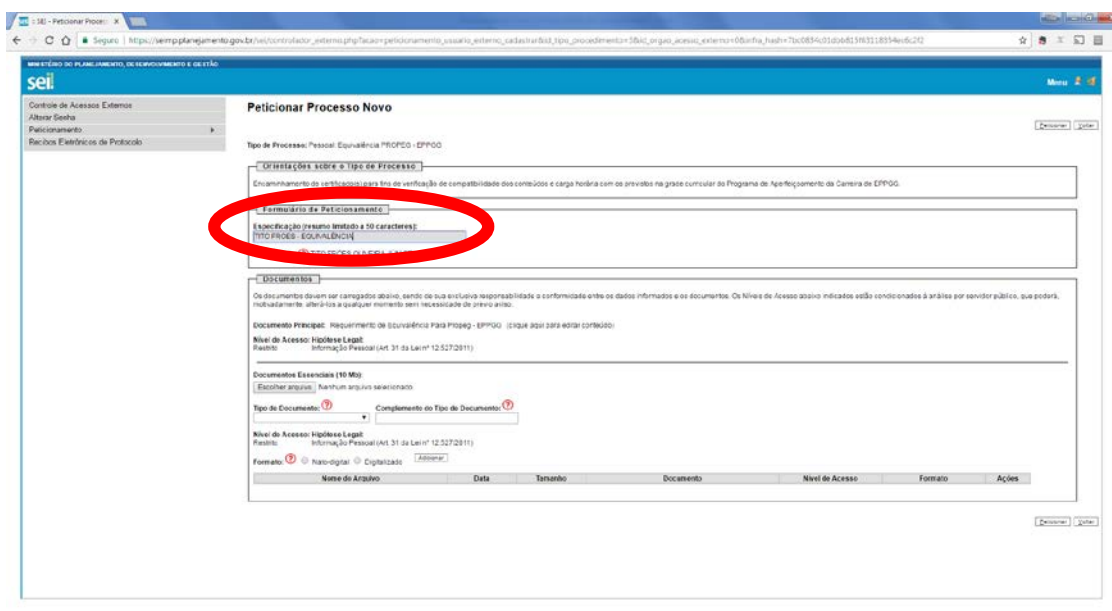 :: SEI - Peticionar Proces
Seguro | https://seimp.planejamento.gov.br/sei/controlador_externo.php?acao=peticionamento_usuario_externo_cadastrar&id_tipo_procedimento=
MINISTÉRIO DO PLANEJAMENTO, DESENVOLVIMENTO E GESTÃO
sei!
Menu
Controle de Acessos Externos
Alterar Senha
Peticionamento
Recibos Eletrônicos de Protocolo
Peticionar Processo Novo
Peticionar Voltar
Tipo de Processo: Pessoal: Equivalência PROPEG - EPPGG
Orientações sobre o Tipo de Processo
Encaminhamento de certificado(s) para fins de verificação de compatibilidade dos conteúdos e carga horária com os previstos na grade curricular do Programa de Aperfeiçoamento da Carreira de EPPGG.
Formulário de Peticionamento
Especificação (resumo limitado a 50 caracteres):
TITO FROES - EQUIVALÊNCIA
Documentos
Os documentos devem ser carregados abaixo, sendo de sua exclusiva responsabilidade a conformidade entre os dados informados e os documentos. Os Níveis de Acesso abaixo indicados estão condicionados à análise por servidor público, que poderá,
motivadamente, alterá-los a qualquer momento sem necessidade de prévio aviso.
Documento Principal: Requerimento de Equivalência Para Propeg - EPPGG (clique aqui para editar conteúdo)
Nível de Acesso: Hipótese Legal:
Restrito Informação Pessoal (Art. 31 da Lei nº 12.527/2011)
Documentos Essenciais (10 Mb):
Escolher arquivo Nenhum arquivo selecionado
Tipo de Documento: ? Complemento do Tipo de Documento: ?
Nível de Acesso: Hipótese Legal:
Restrito Informação Pessoal (Art. 31 da Lei nº 12.527/2011)
Formato: ? Nato-digital Digitalizado Adicionar
Nome do Arquivo Data Tamanho Documento Nível de Acesso Formato Ações
Peticionar Voltar